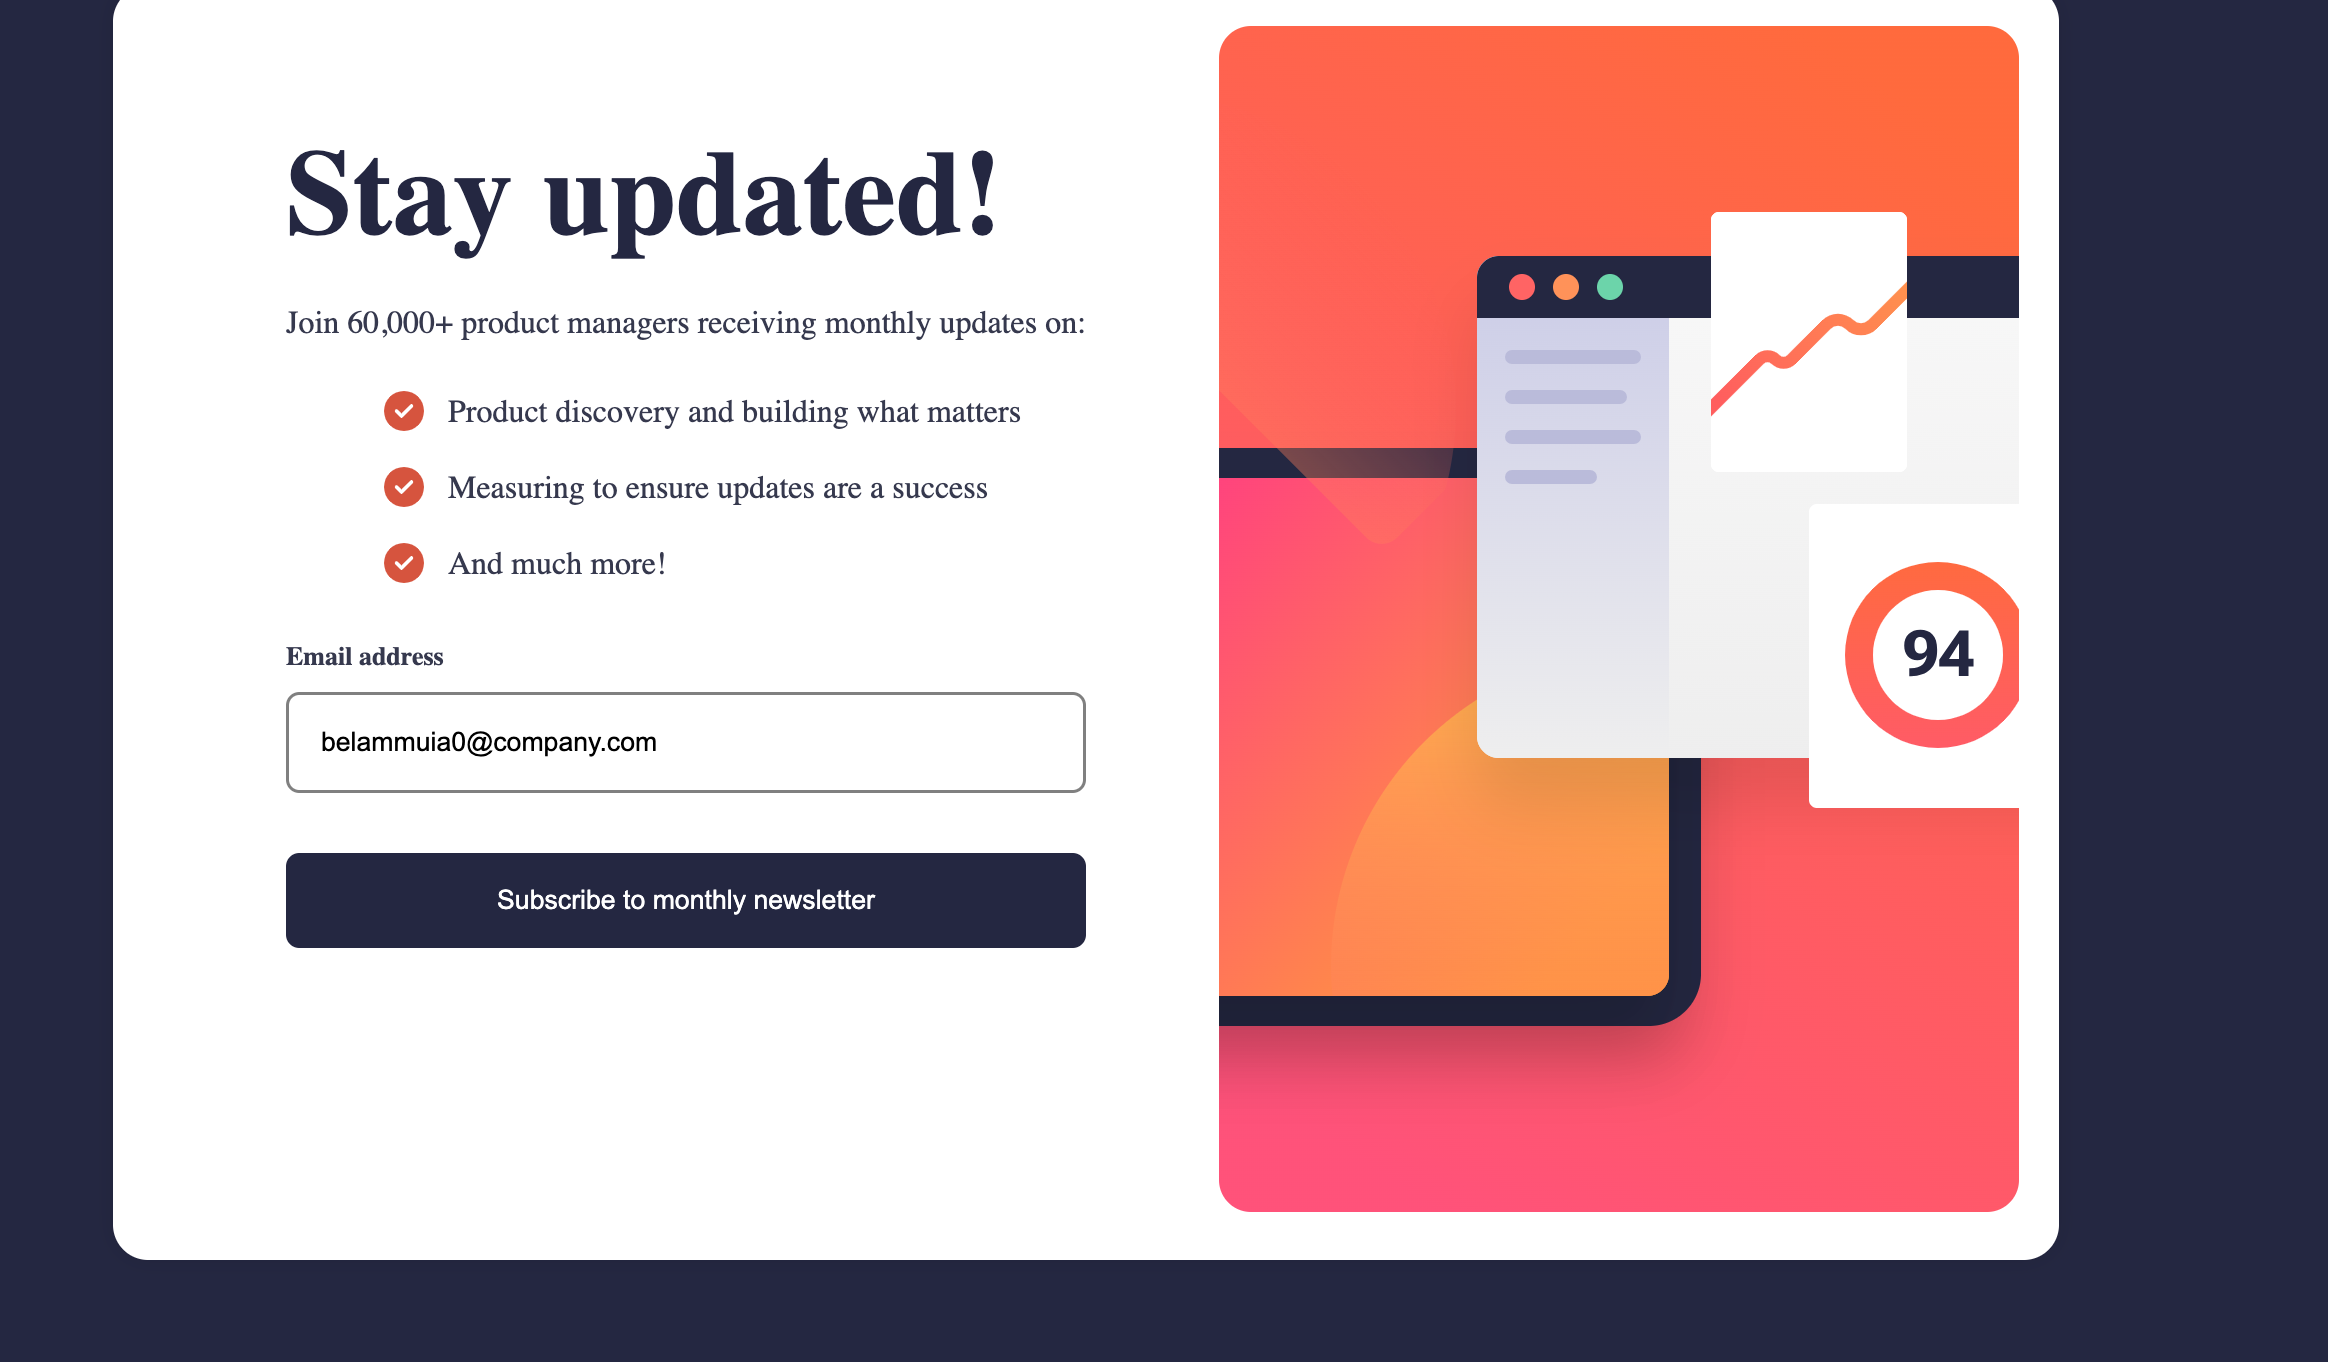 Stay updated!
Join 60,000+ product managers receiving monthly updates on:
Product discovery and building what matters
Measuring to ensure updates are a success
And much more!
Email address
belammuia0@company.com
Subscribe to monthly newsletter
94